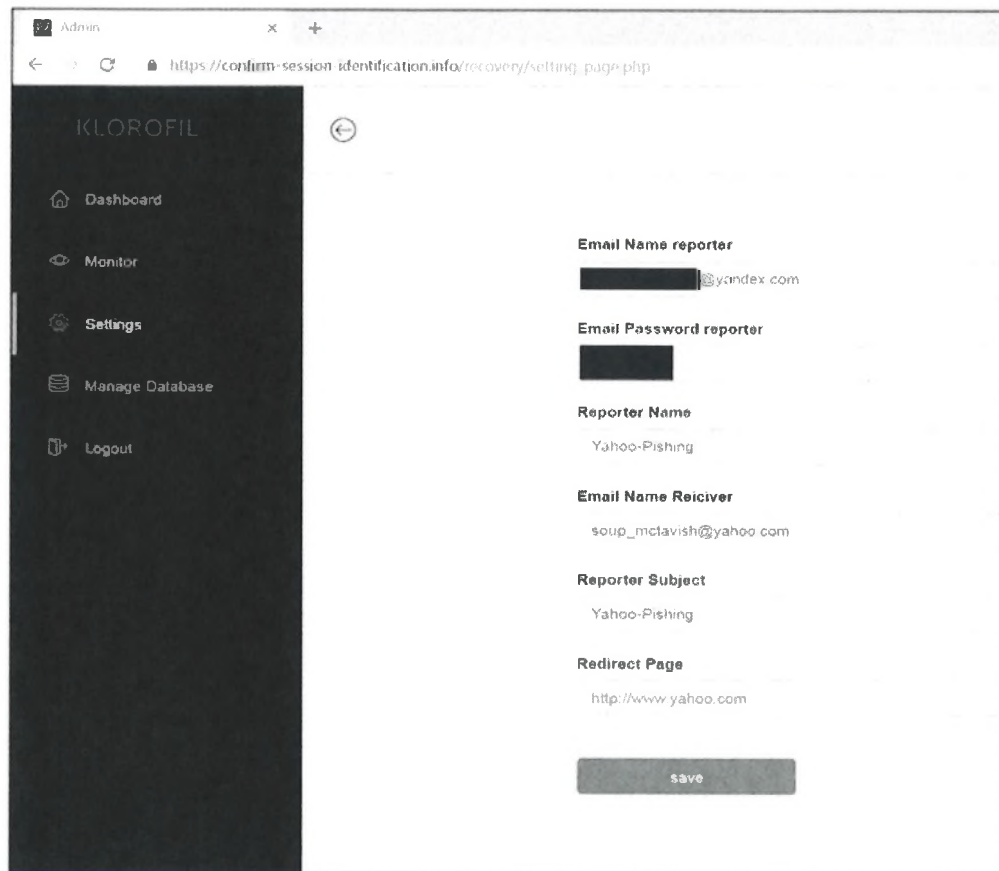 Admin
https://confirm-session-identification.info/recovery/setting_page.php
KLOROFIL
Dashboard
Monitor
Settings
Manage Database
Logout
Email Name reporter
@yandex.com
Email Password reporter
Reporter Name
Yahoo-Pishing
Email Name Reiciver
soup_mctavish@yahoo.com
Reporter Subject
Yahoo-Pishing
Redirect Page
http://www.yahoo.com
save